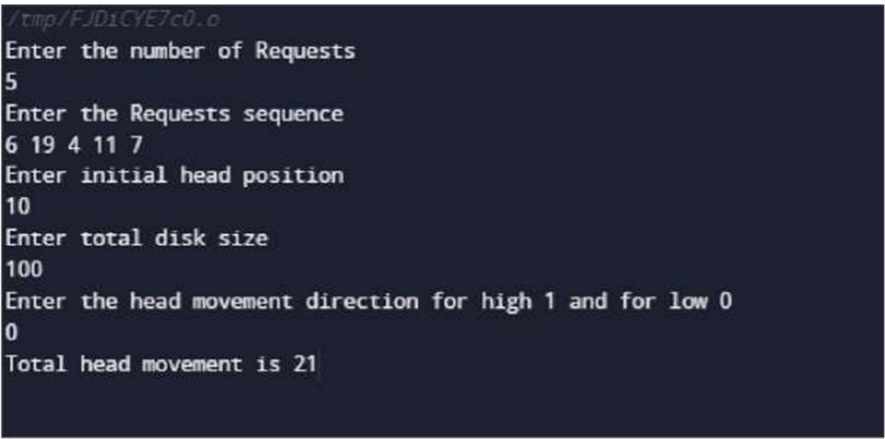 /tmp/FJDiCYE7c0.o
Enter the number of Requests
5
Enter the Requests sequence
6 19 4 11 7
Enter initial head position
10
Enter total disk size
100
Enter the head movement direction for high 1 and for low 0
0
Total head movement is 21